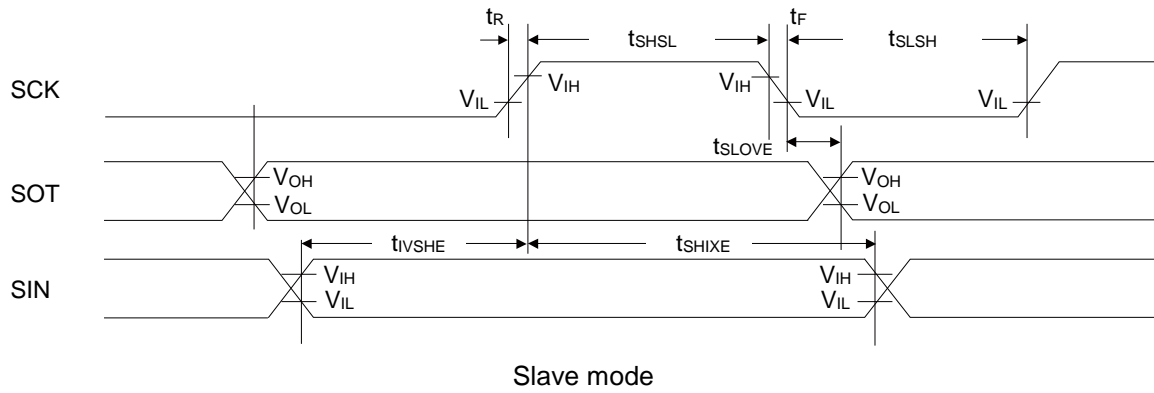 tR
tSHSL
tF
tSLSH
SCK
VIH
VIH
VIL
VIL
VIL
tSLOVE
SOT
VOH
VOL
VOH
VOL
tIVSHE
tSHIXE
SIN
VIH
VIL
VIH
VIL
Slave mode